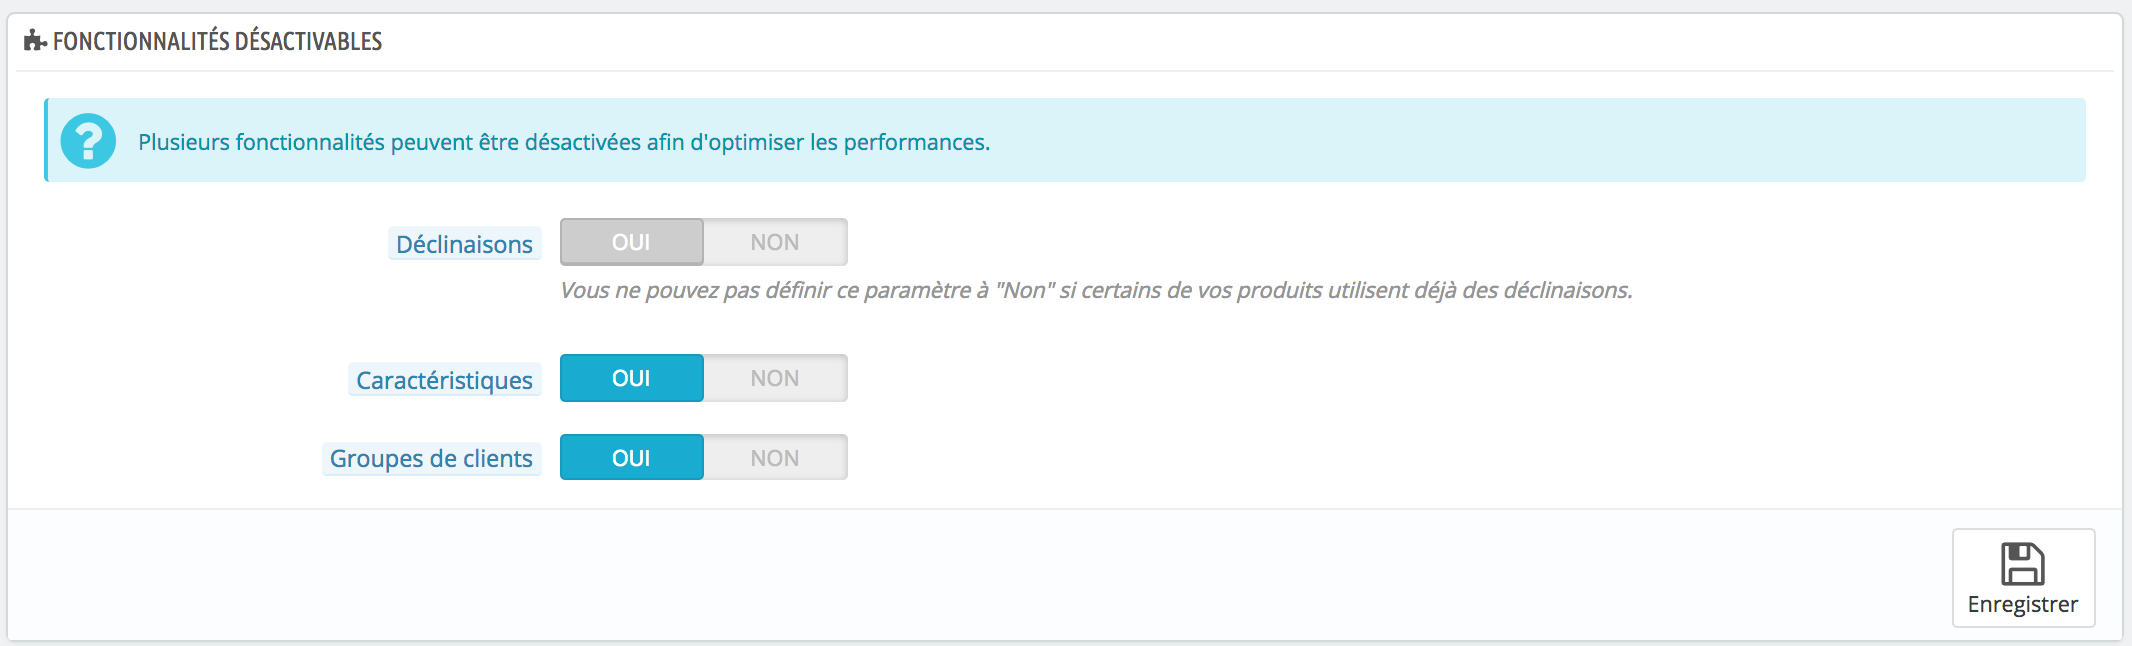 FONCTIONNALITÉS DÉSACTIVABLES
Plusieurs fonctionnalités peuvent être désactivées afin d'optimiser les performances.
Déclinaisons OUI NON
Vous ne pouvez pas définir ce paramètre à "Non" si certains de vos produits utilisent déjà des déclinaisons.
Caractéristiques OUI NON
Groupes de clients OUI NON
Enregistrer